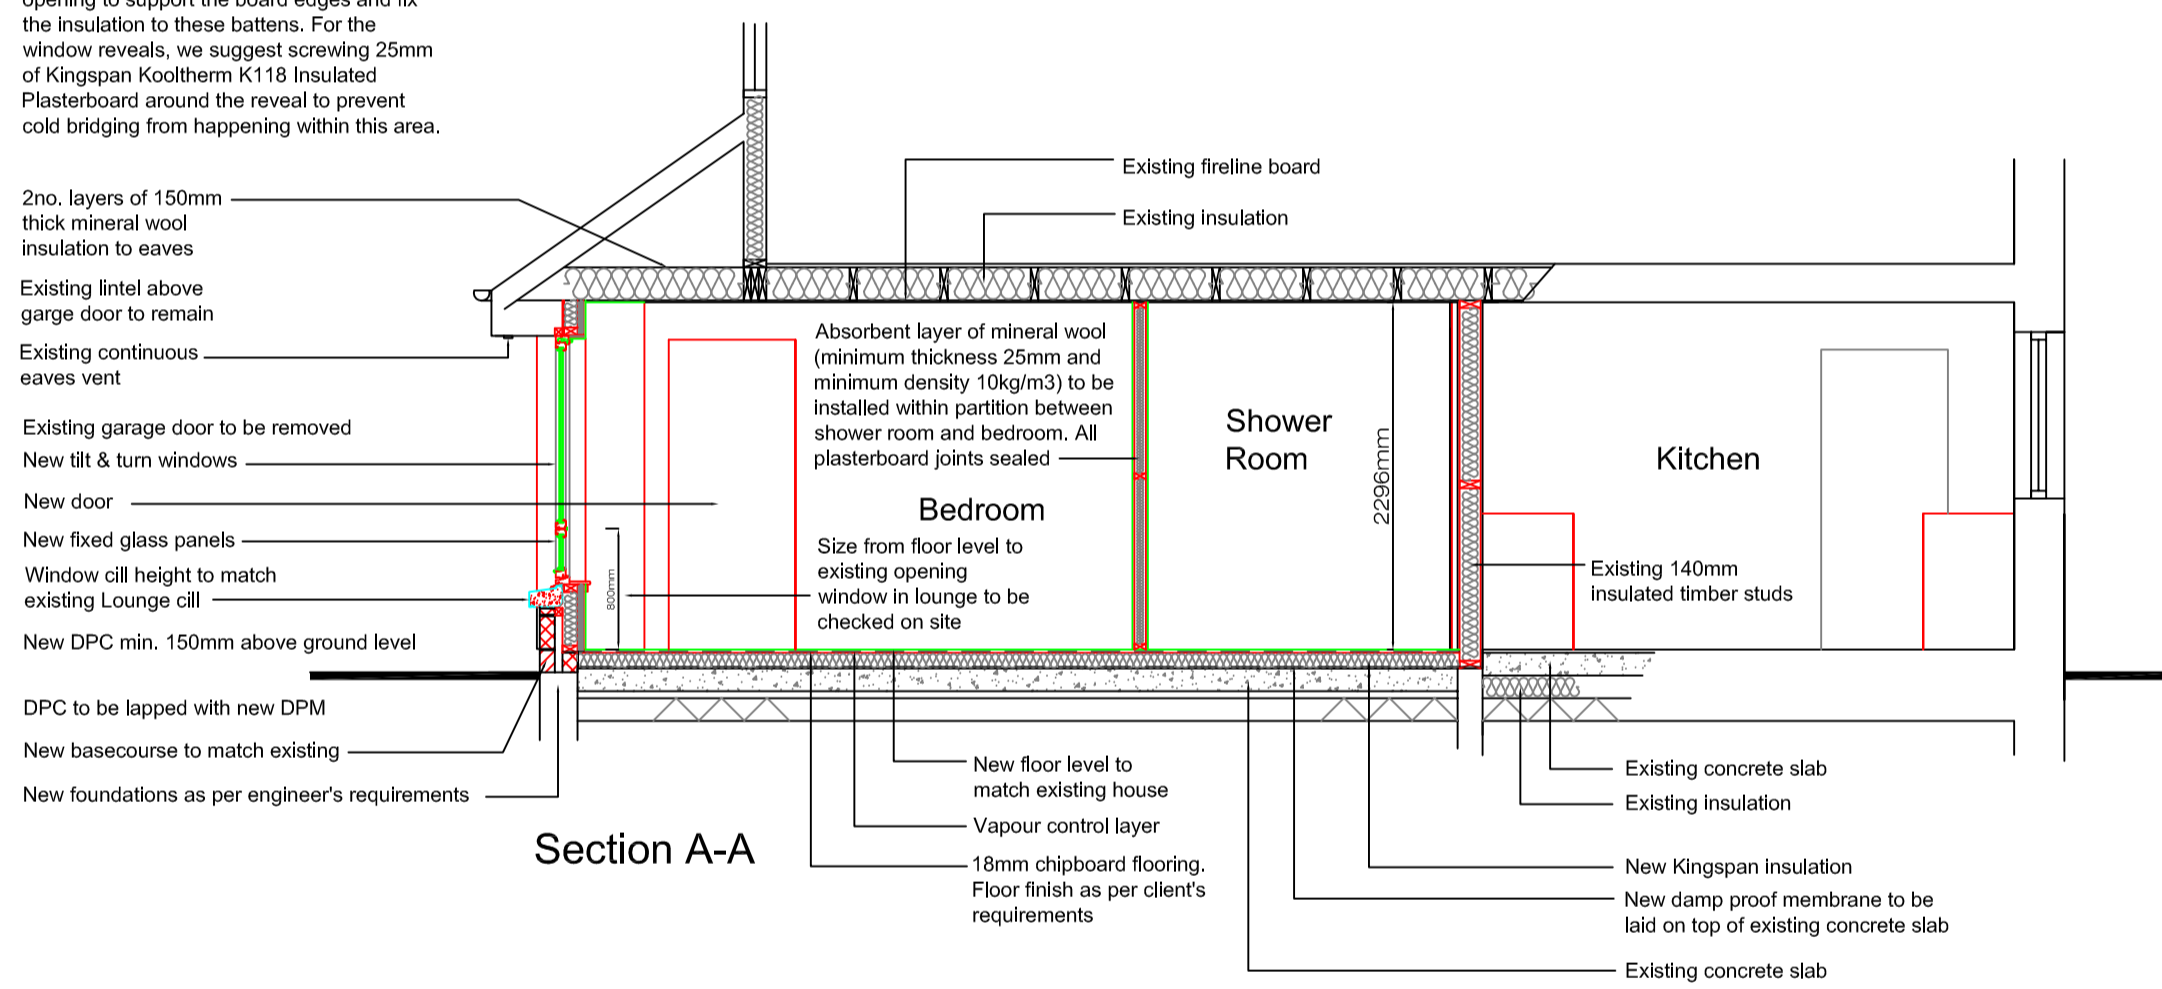 opening to support the board edges and fix
the insulation to these battens. For the
window reveals, we suggest screwing 25mm
of Kingspan Kooltherm K118 Insulated
Plasterboard around the reveal to prevent
cold bridging from happening within this area.
2no. layers of 150mm
thick mineral wool
insulation to eaves
Existing lintel above
garge door to remain
Existing continuous
eaves vent
Existing garage door to be removed
New tilt & turn windows
New door
New fixed glass panels
Window cill height to match
existing Lounge cill
New DPC min. 150mm above ground level
DPC to be lapped with new DPM
New basecourse to match existing
New foundations as per engineer's requirements
Existing fireline board
Existing insulation
Absorbent layer of mineral wool
(minimum thickness 25mm and
minimum density 10kg/m3) to be
installed within partition between
shower room and bedroom. All
plasterboard joints sealed
Bedroom
Size from floor level to
existing opening
window in lounge to be
checked on site
800mm
Shower
Room
2296mm
Kitchen
Existing 140mm
insulated timber studs
New floor level to
match existing house
Vapour control layer
18mm chipboard flooring.
Floor finish as per client's
requirements
Existing concrete slab
Existing insulation
New Kingspan insulation
New damp proof membrane to be
laid on top of existing concrete slab
Existing concrete slab
Section A-A